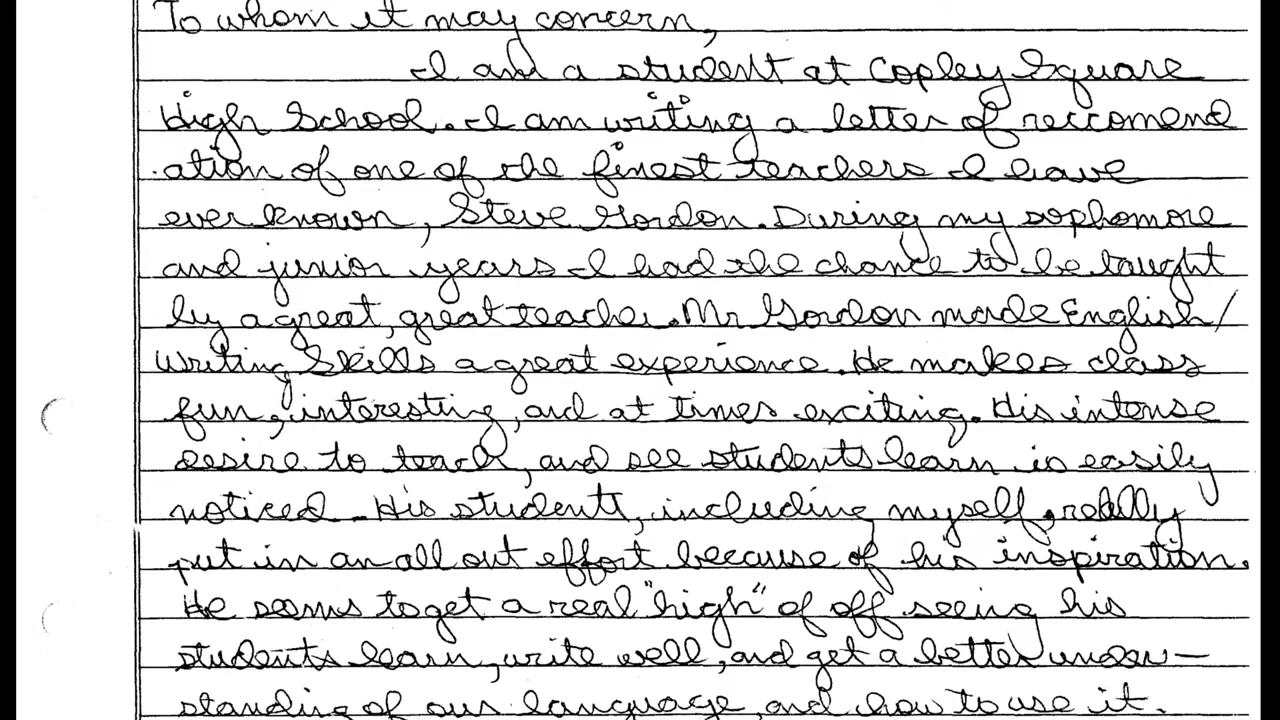 To whom it may concern,
I am a student at Copley Square
High School. I am writing a letter of reccomend
ation of one of the finest teachers I have
ever known, Steve Gordon. During my sophomore
and junior years I had the chance to be taught
by a great, great teacher. Mr Gordon made English/
Writing Skills a great experience. He makes class
fun, interesting, and at times exciting. His intense
desire to teach, and see students learn is easily
noticed. His students, including myself, really
put in an all out effort because of his inspiration.
He seems to get a real "high" of off seeing his
students learn, write well, and get a better under-
standing of our language, and how to use it.